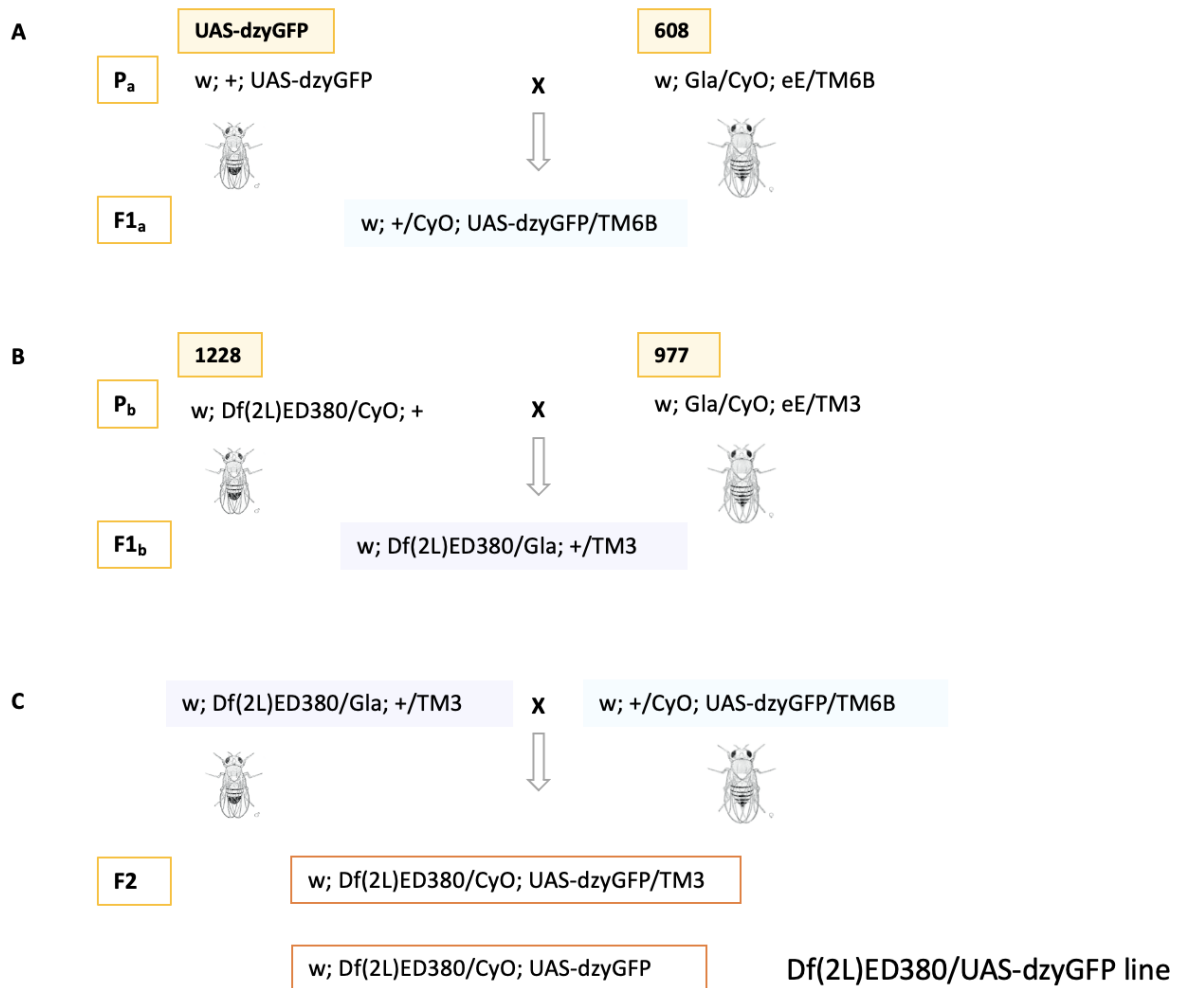 A
UAS-dzyGFP 608
Pa w; +; UAS-dzyGFP X w; Gla/CyO; eE/TM6B
♂ ♀
F1a w; +/CyO; UAS-dzyGFP/TM6B
B
1228 977
Pb w; Df(2L)ED380/CyO; + X w; Gla/CyO; eE/TM3
♂ ♀
F1b w; Df(2L)ED380/Gla; +/TM3
C w; Df(2L)ED380/Gla; +/TM3 X w; +/CyO; UAS-dzyGFP/TM6B
♂ ♀
F2 w; Df(2L)ED380/CyO; UAS-dzyGFP/TM3
w; Df(2L)ED380/CyO; UAS-dzyGFP Df(2L)ED380/UAS-dzyGFP line